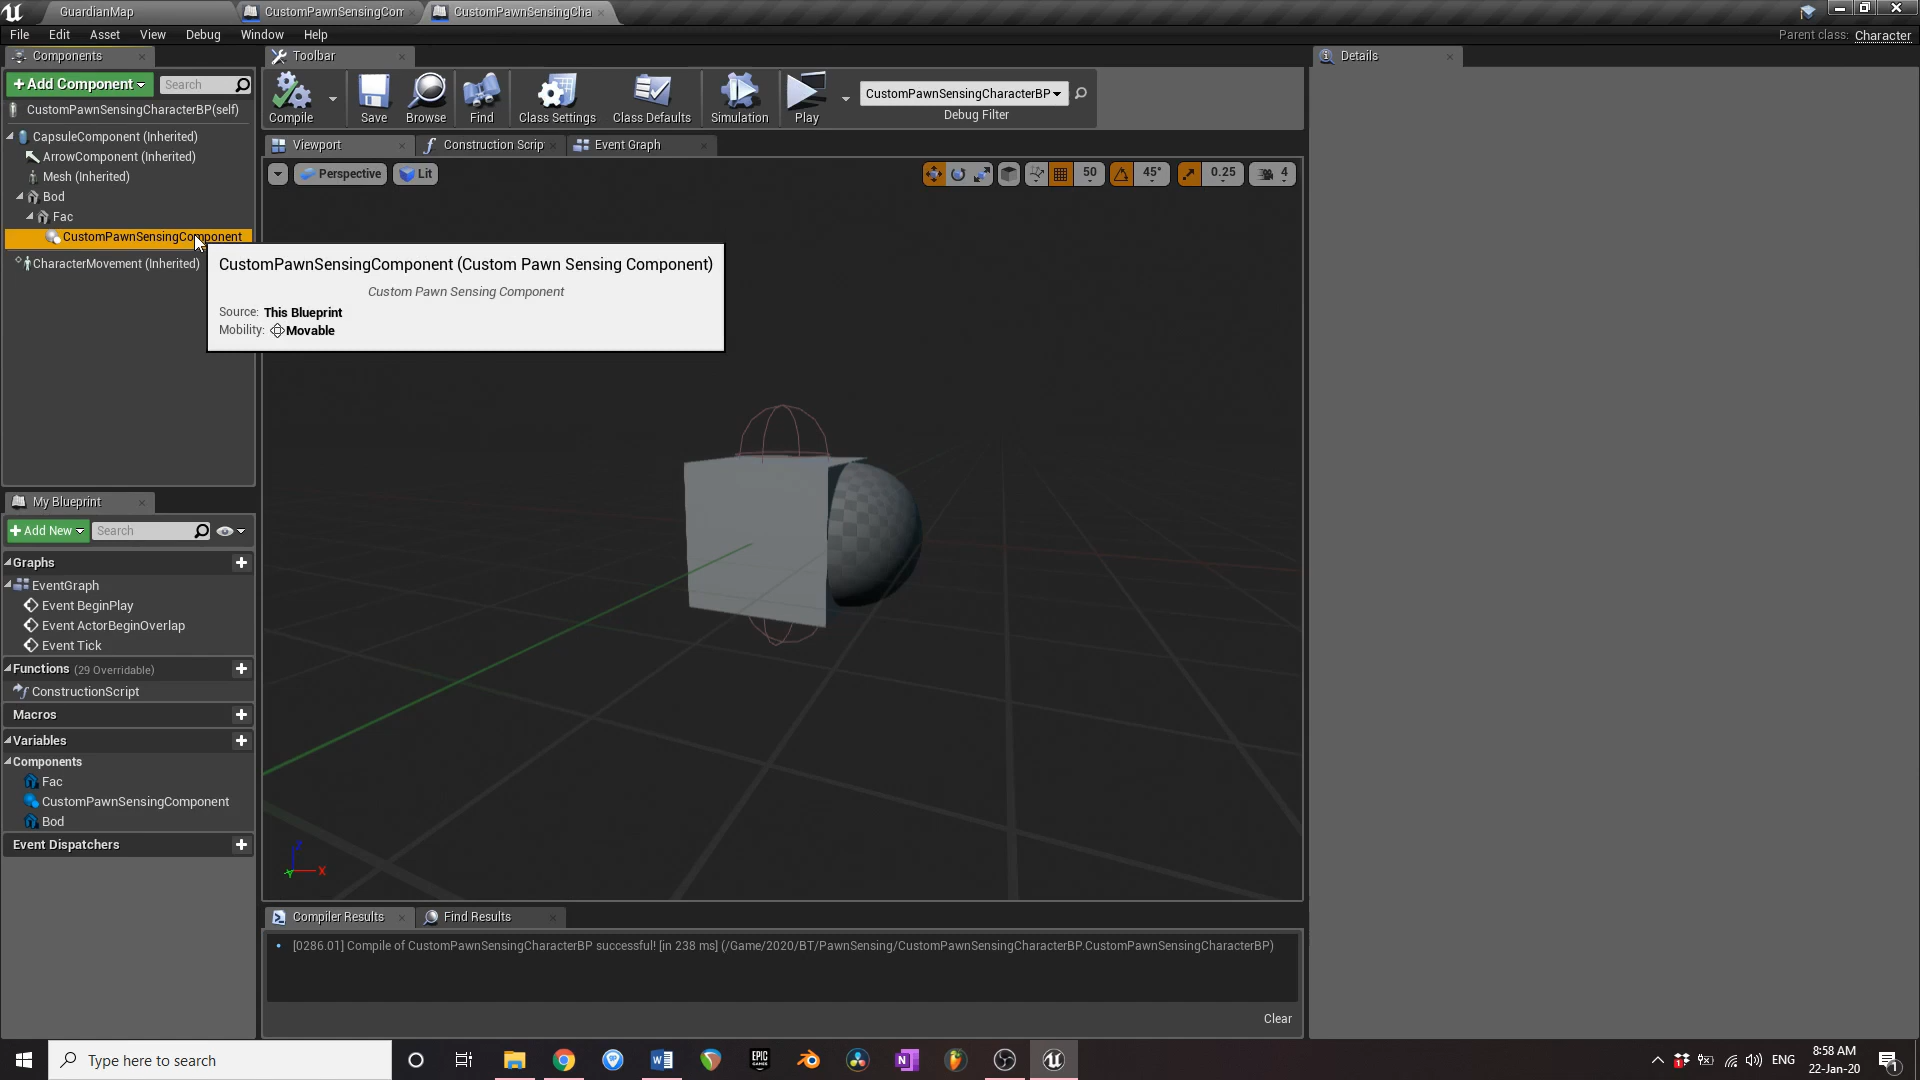 GuardianMap
CustomPawnSensingCom
CustomPawnSensingCha
File Edit Asset View Debug Window Help
Parent class: Character
Components
Toolbar
Details
+ Add Component
Search
CustomPawnSensingCharacterBP(self)
CapsuleComponent (Inherited)
ArrowComponent (Inherited)
Mesh (Inherited)
Bod
Fac
CustomPawnSensingComponent
CharacterMovement (Inherited)
Compile
Save
Browse
Find
Class Settings
Class Defaults
Simulation
Play
CustomPawnSensingCharacterBP
Debug Filter
Viewport
Construction Scrip
Event Graph
Perspective
Lit
50
45°
0.25
4
CustomPawnSensingComponent (Custom Pawn Sensing Component)
Custom Pawn Sensing Component
Source: This Blueprint
Mobility: Movable
X
My Blueprint
+ Add New
Search
Graphs
EventGraph
Event BeginPlay
Event ActorBeginOverlap
Event Tick
Functions (29 Overridable)
ConstructionScript
Macros
Variables
Components
Fac
CustomPawnSensingComponent
Bod
Event Dispatchers
Compiler Results
Find Results
[0286.01] Compile of CustomPawnSensingCharacterBP successful! [in 238 ms] (/Game/2020/BT/PawnSensing/CustomPawnSensingCharacterBP.CustomPawnSensingCharacterBP)
Clear
Type here to search
EPIC
GAMES
ENG
8:58 AM
22-Jan-20
1